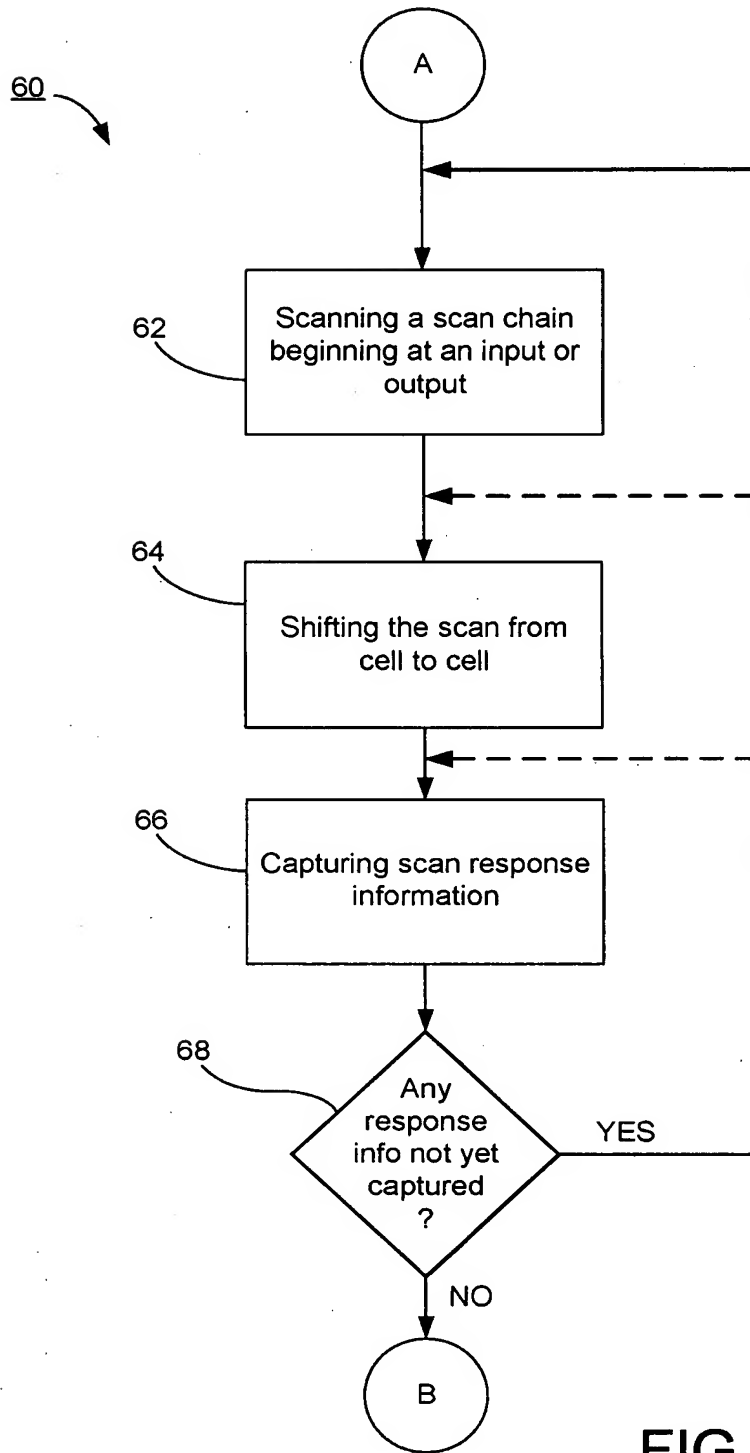 A
60
62
Scanning a scan chain
beginning at an input or
output
64
Shifting the scan from
cell to cell
66
Capturing scan response
information
68
Any
response
info not yet
captured
?
YES
NO
B
FIG